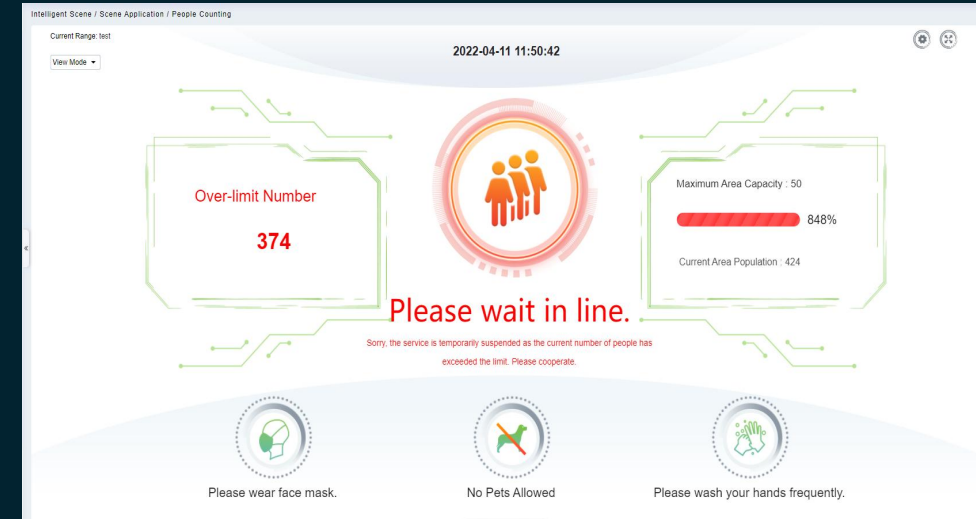 Intelligent Scene / Scene Application / People Counting
Current Range: test
2022-04-11 11:50:42
View Mode
Over-limit Number
374
Maximum Area Capacity : 50
848%
Current Area Population : 424
Please wait in line.
Sorry, the service is temporarily suspended as the current number of people has
exceeded the limit. Please cooperate.
Please wear face mask.
No Pets Allowed
Please wash your hands frequently.